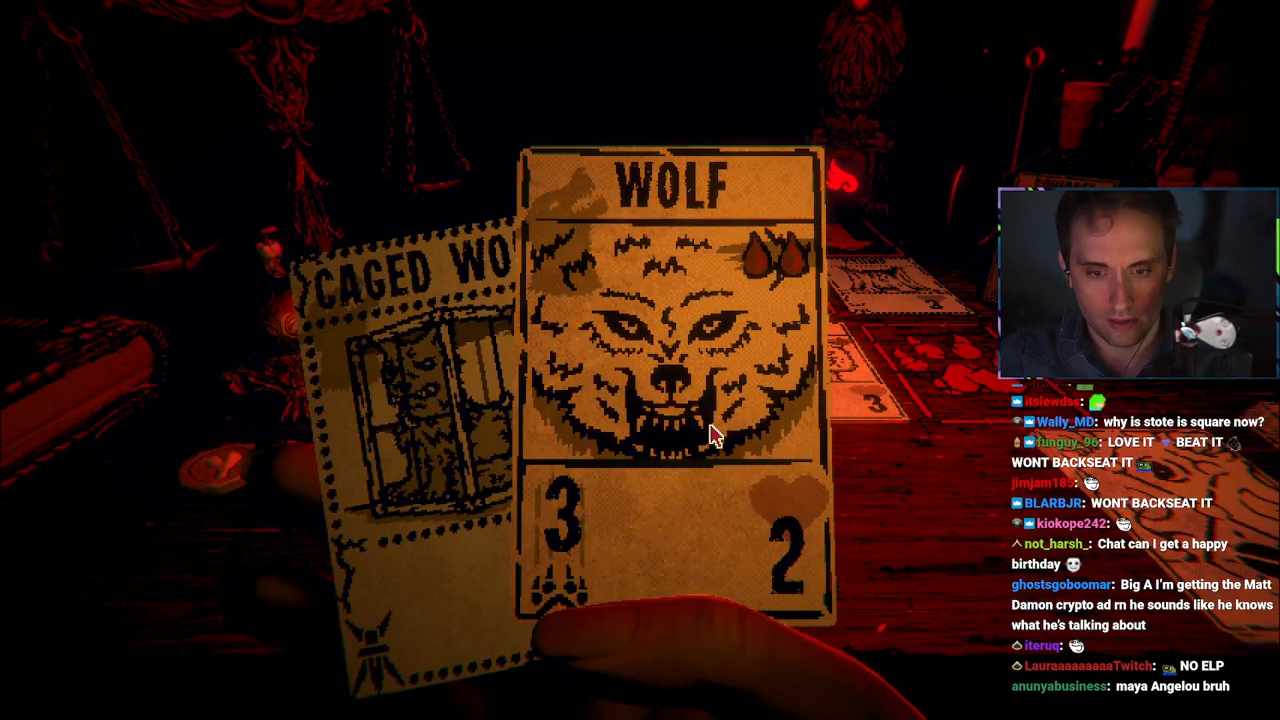 WOLF
CAGED WO
3
2
3
3
itslewdsc:
Wally_MD: why is stote is square now?
funguy_96: LOVE IT BEAT IT
WONT BACKSEAT IT
jimjam185:
BLARBJR: WONT BACKSEAT IT
kiokope242:
not_harsh_: Chat can I get a happy
birthday
ghostsgoboomar: Big A I'm getting the Matt
Damon crypto ad rn he sounds like he knows
what he's talking about
iteruq:
LauraaaaaaaaTwitch: NO ELP
anunyabusiness: maya Angelou bruh